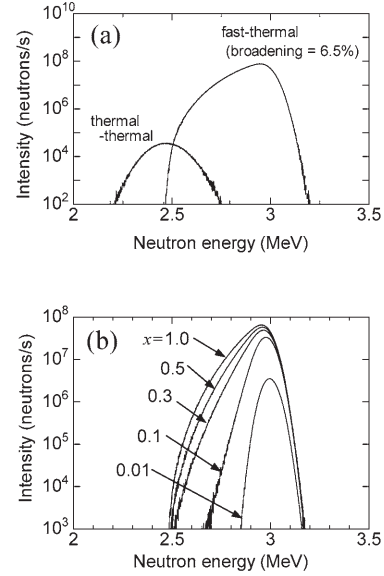 10^10
(a)
fast-thermal
(broadening = 6.5%)
10^8
10^6
thermal
-thermal
10^4
10^2
Intensity (neutrons/s)
2 2.5 3 3.5
Neutron energy (MeV)
10^8
(b)
x=1.0
10^7
0.5
0.3
10^6
0.1
10^5
0.01
10^4
10^3
Intensity (neutrons/s)
2 2.5 3 3.5
Neutron energy (MeV)